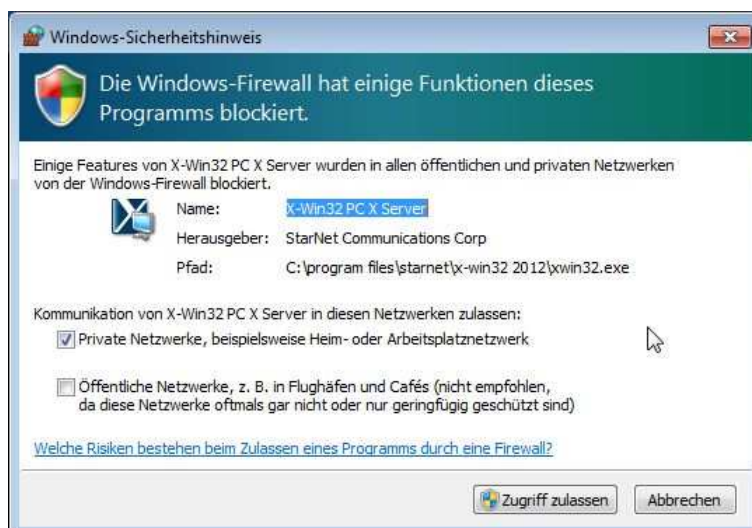 Windows-Sicherheitshinweis
Die Windows-Firewall hat einige Funktionen dieses
Programms blockiert.
Einige Features von X-Win32 PC X Server wurden in allen öffentlichen und privaten Netzwerken
von der Windows-Firewall blockiert.
Name: X-Win32 PC X Server
Herausgeber: StarNet Communications Corp
Pfad: C:\program files\starnet\x-win32 2012\xwin32.exe
Kommunikation von X-Win32 PC X Server in diesen Netzwerken zulassen:
Private Netzwerke, beispielsweise Heim- oder Arbeitsplatznetzwerk
Öffentliche Netzwerke, z. B. in Flughäfen und Cafés (nicht empfohlen,
da diese Netzwerke oftmals gar nicht oder nur geringfügig geschützt sind)
Welche Risiken bestehen beim Zulassen eines Programms durch eine Firewall?
Zugriff zulassen Abbrechen